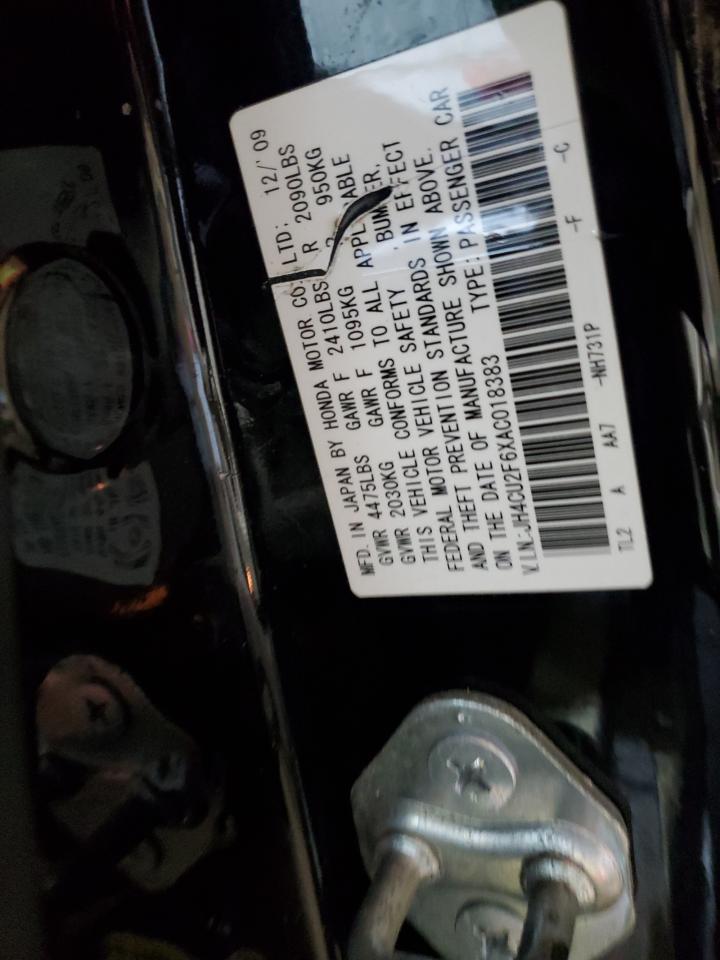 MFD. IN JAPAN BY HONDA MOTOR CO., LTD: 12/'09
GVWR 4475LBS GAWR F 2410LBS R 2090LBS
GVWR 2030KG GAWR F 1095KG 950KG
THIS VEHICLE CONFORMS TO ALL
FEDERAL MOTOR VEHICLE SAFETY BUMPER,
AND THEFT PREVENTION STANDARDS IN EFFECT
ON THE DATE OF MANUFACTURE SHOWN ABOVE.
V.I.N.:JH4CU2F6XAC018383 TYPE: PASSENGER CAR
TL2 A AA7 -NH731P -F -C